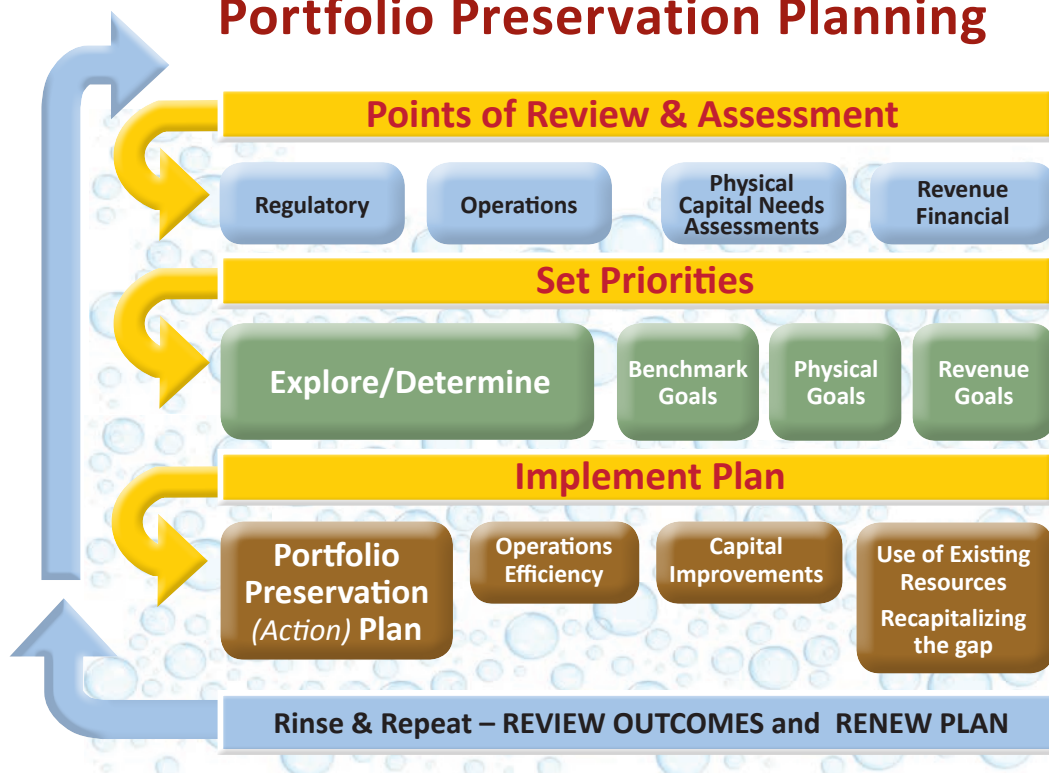 Portfolio Preservation Planning
Points of Review & Assessment
Regulatory
Operations
Physical
Capital Needs
Assessments
Revenue
Financial
Set Priorities
Explore/Determine
Benchmark
Goals
Physical
Goals
Revenue
Goals
Implement Plan
Portfolio
Preservation
(Action) Plan
Operations
Efficiency
Capital
Improvements
Use of Existing
Resources
Recapitalizing
the gap
Rinse & Repeat – REVIEW OUTCOMES and RENEW PLAN